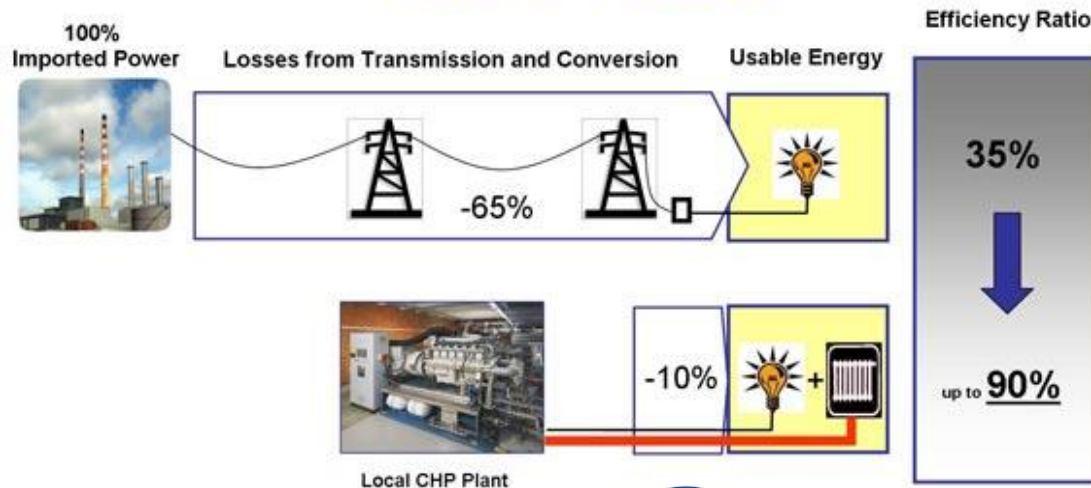 Efficiency Ratio
100%
Imported Power
Losses from Transmission and Conversion
Usable Energy
-65%
35%
-10%
+
up to 90%
Local CHP Plant